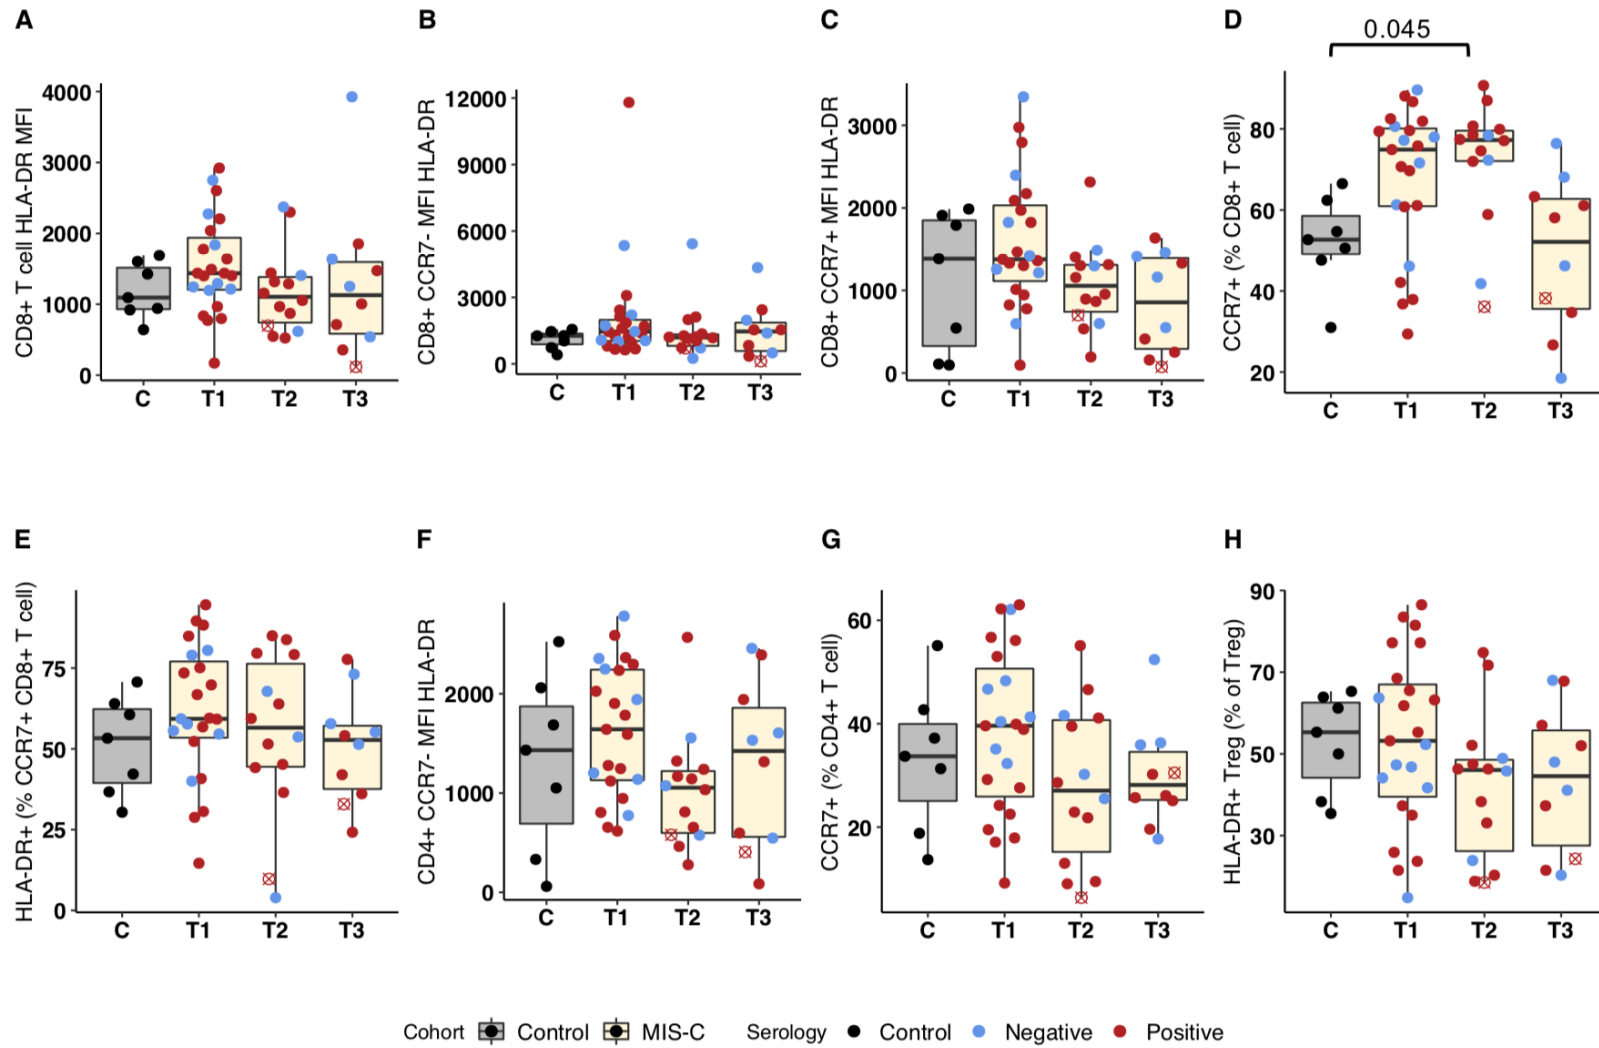 A
B
C
D
0.045
CD8+ T cell HLA-DR MFI
4000
3000
2000
1000
0
C T1 T2 T3
CD8+ CCR7- MFI HLA-DR
12000
9000
6000
3000
0
C T1 T2 T3
CD8+ CCR7+ MFI HLA-DR
3000
2000
1000
0
C T1 T2 T3
CCR7+ (% CD8+ T cell)
80
60
40
20
C T1 T2 T3
E
F
G
H
HLA-DR+ (% CCR7+ CD8+ T cell)
75
50
25
0
C T1 T2 T3
CD4+ CCR7- MFI HLA-DR
2000
1000
0
C T1 T2 T3
CCR7+ (% CD4+ T cell)
60
40
20
C T1 T2 T3
HLA-DR+ Treg (% of Treg)
90
70
50
30
C T1 T2 T3
Cohort Control MIS-C Serology Control Negative Positive